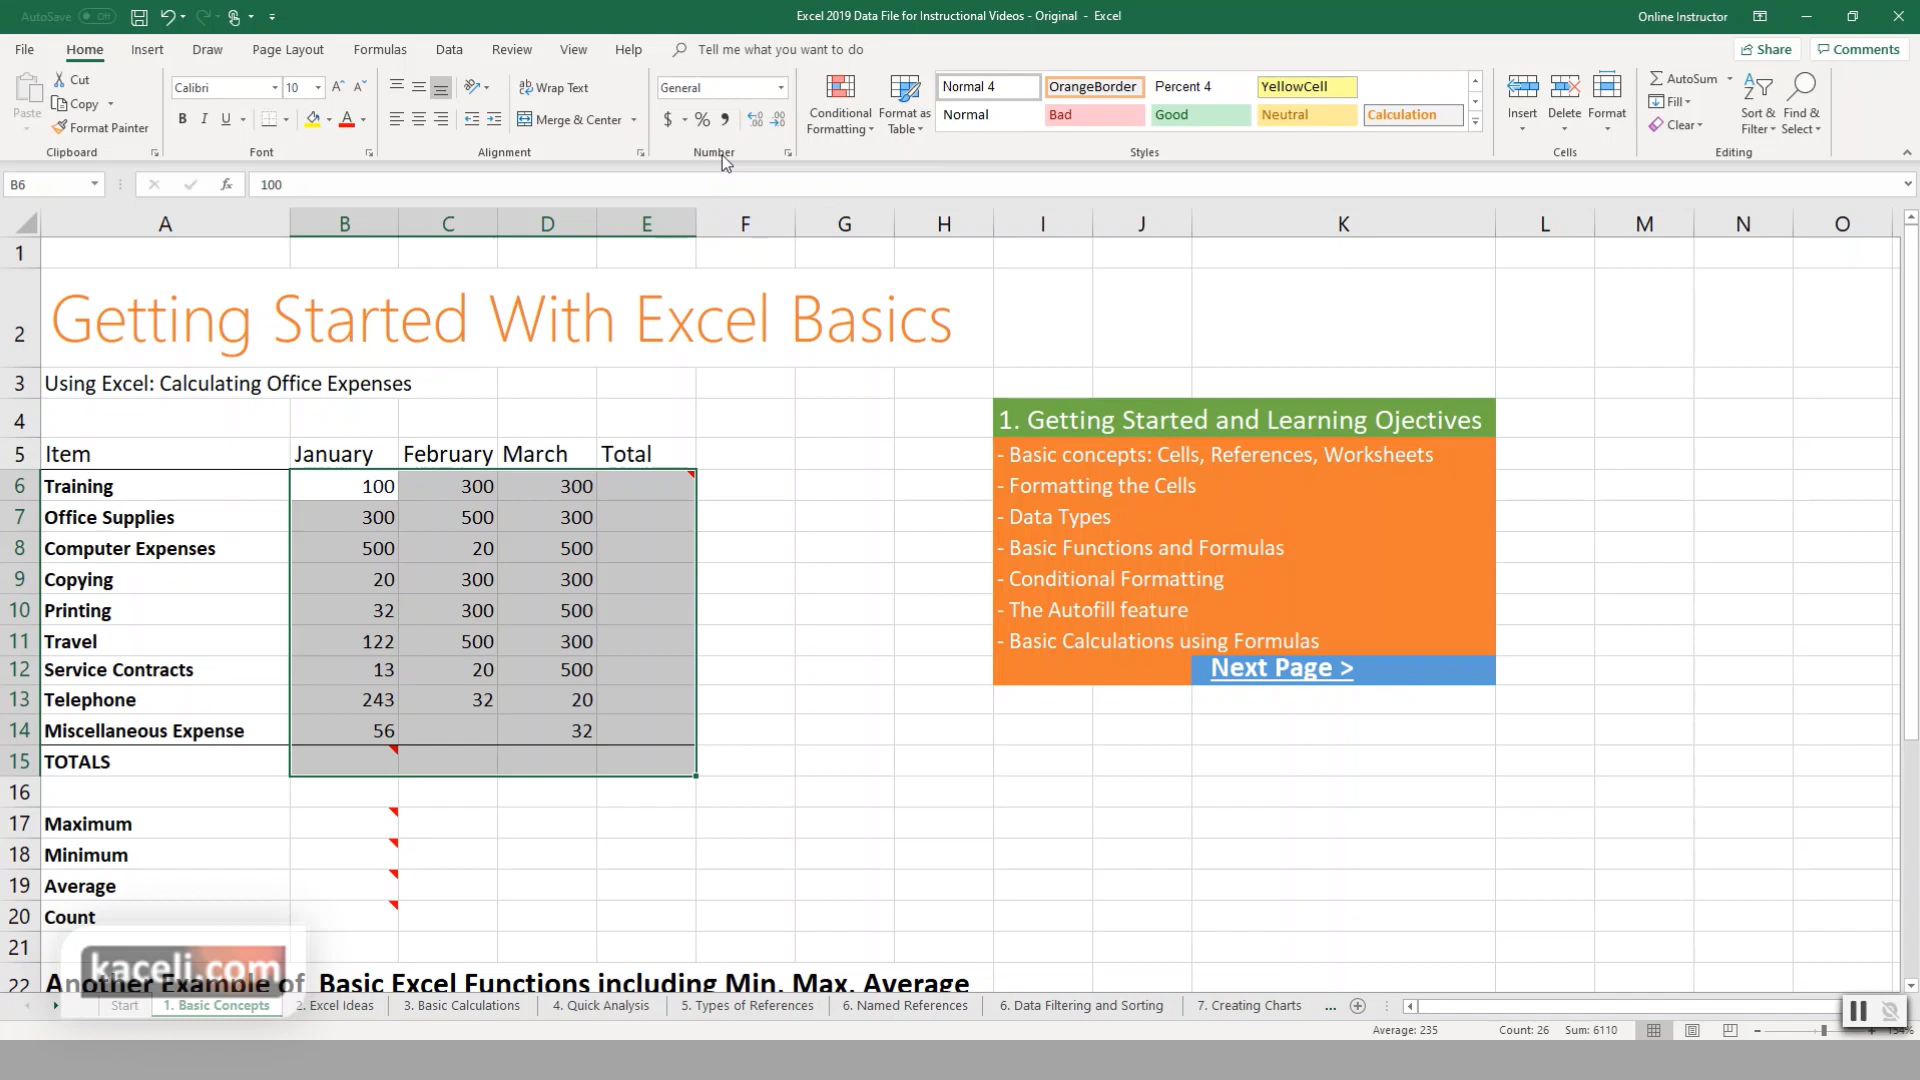 AutoSave Off Excel 2019 Data File for Instructional Videos - Original - Excel Online Instructor
File Home Insert Draw Page Layout Formulas Data Review View Help Tell me what you want to do Share Comments
Paste Cut Copy Format Painter
Clipboard
Calibri 10
B I U A
Font
Wrap Text
Merge & Center
Alignment
General
$ %
Number
Conditional Formatting
Format as Table
Normal 4 OrangeBorder Percent 4 YellowCell
Normal Bad Good Neutral Calculation
Styles
Insert Delete Format
Cells
AutoSum
Fill
Clear
Sort & Filter
Find & Select
Editing
B6 fx 100
A B C D E F G H I J K L M N O
1
2 Getting Started With Excel Basics
3 Using Excel: Calculating Office Expenses
4 1. Getting Started and Learning Ojectives
5 Item January February March Total - Basic concepts: Cells, References, Worksheets
6 Training 100 300 300 - Formatting the Cells
7 Office Supplies 300 500 300 - Data Types
8 Computer Expenses 500 20 500 - Basic Functions and Formulas
9 Copying 20 300 300 - Conditional Formatting
10 Printing 32 300 500 - The Autofill feature
11 Travel 122 500 300 - Basic Calculations using Formulas
12 Service Contracts 13 20 500 Next Page >
13 Telephone 243 32 20
14 Miscellaneous Expense 56 32
15 TOTALS
16
17 Maximum
18 Minimum
19 Average
20 Count
21
22 Another Example of Basic Excel Functions including Min, Max, Average
kaceli.com
Start 1. Basic Concepts 2. Excel Ideas 3. Basic Calculations 4. Quick Analysis 5. Types of References 6. Named References 6. Data Filtering and Sorting 7. Creating Charts ...
Average: 235 Count: 26 Sum: 6110